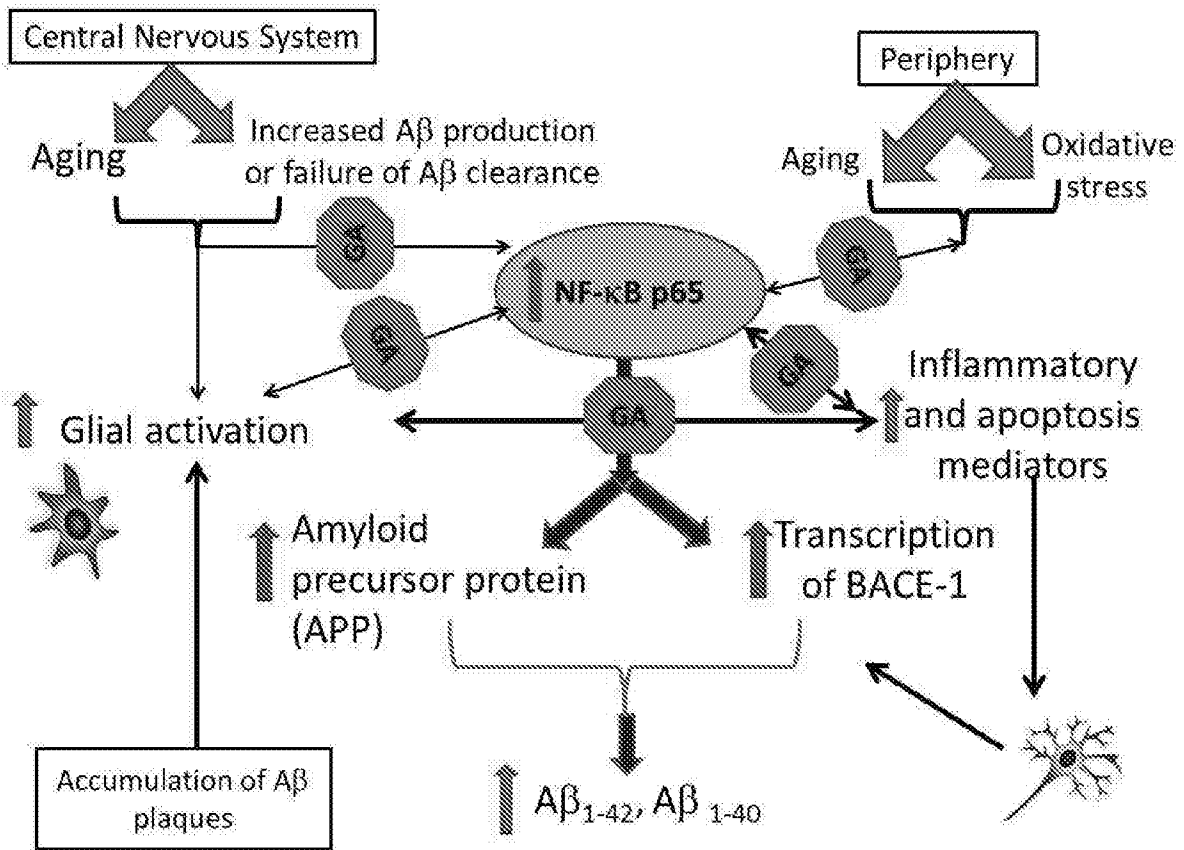 Central Nervous System
Periphery
Aging
Increased Aβ production
or failure of Aβ clearance
Aging
Oxidative
stress
GA
GA
NF-κB p65
GA
GA
GA
Glial activation
Inflammatory
and apoptosis
mediators
Amyloid
precursor protein
(APP)
Transcription
of BACE-1
Accumulation of Aβ
plaques
Aβ1-42, Aβ 1-40